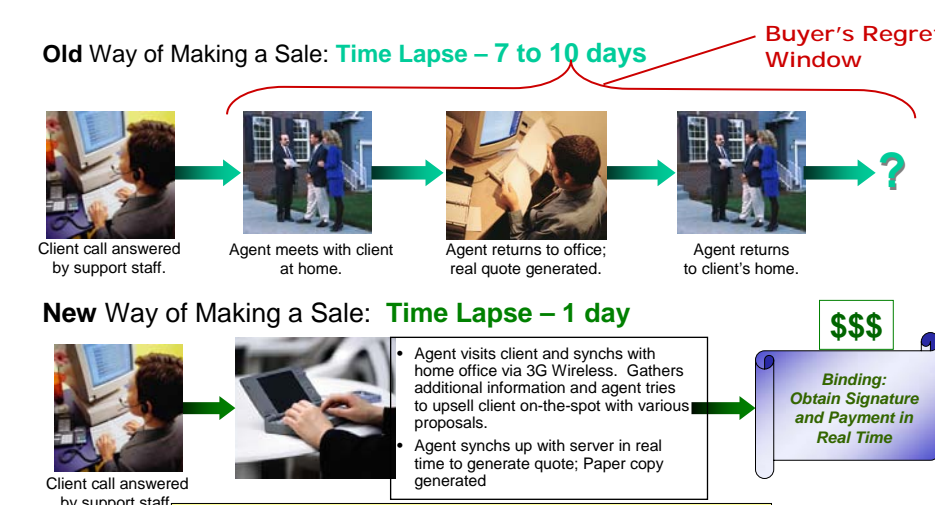 Old Way of Making a Sale: Time Lapse – 7 to 10 days
Buyer's Regret
Window
Client call answered
by support staff.
Agent meets with client
at home.
Agent returns to office;
real quote generated.
Agent returns
to client's home.
?
New Way of Making a Sale: Time Lapse – 1 day
$$$
• Agent visits client and synchs with
home office via 3G Wireless. Gathers
additional information and agent tries
to upsell client on-the-spot with various
proposals.
• Agent synchs up with server in real
time to generate quote; Paper copy
generated
Binding:
Obtain Signature
and Payment in
Real Time
Client call answered
by support staff